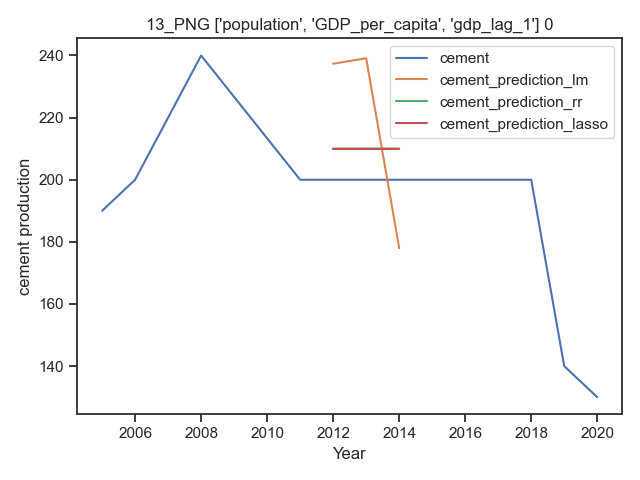 13_PNG ['population', 'GDP_per_capita', 'gdp_lag_1'] 0
cement
cement_prediction_lm
cement_prediction_rr
cement_prediction_lasso
cement production
240
220
200
180
160
140
2006 2008 2010 2012 2014 2016 2018 2020
Year